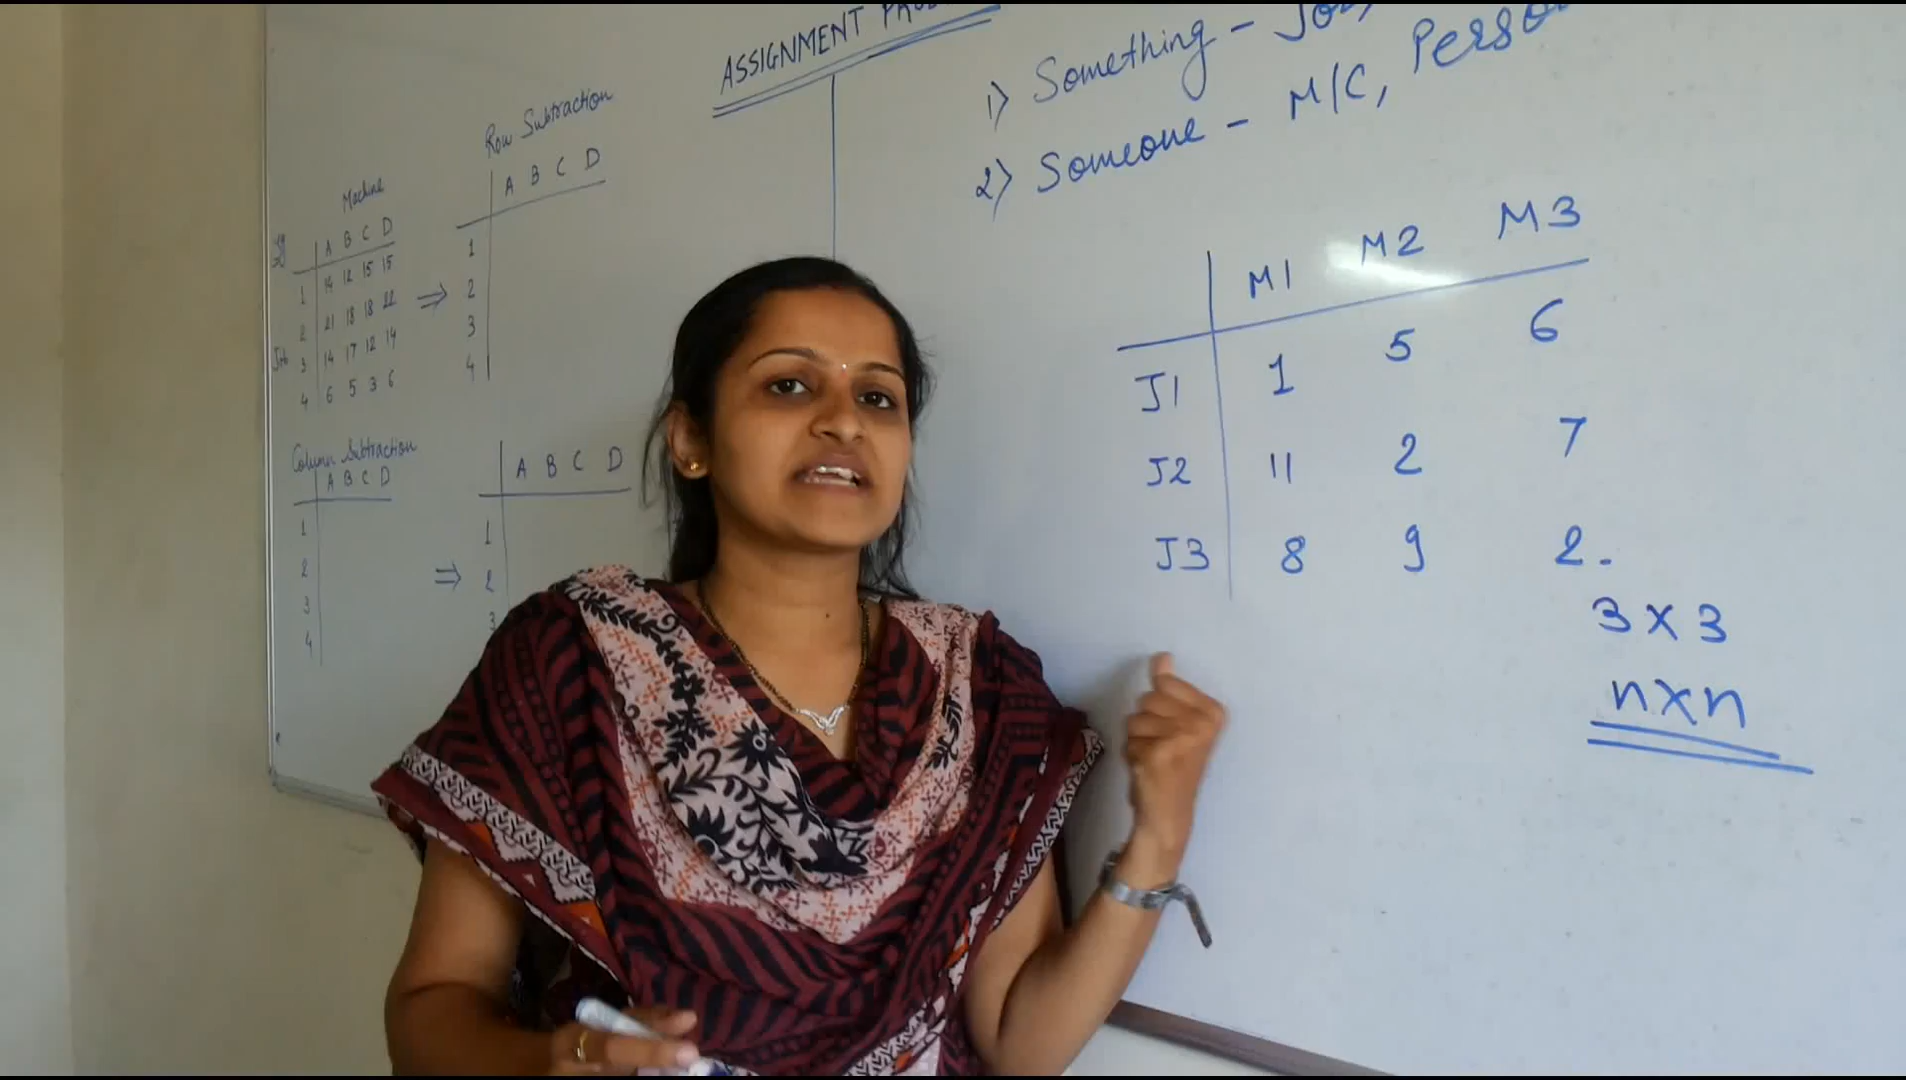 ASSIGNMENT
Row Subtraction
A B C D
1
2
3
4
Machine
A B C D
1 14 12 15 15
2 21 18 18 22
Job
3 14 17 12 14
4 6 5 3 6
⇒
Column Subtraction
A B C D
1
2
3
4
⇒
A B C D
1
2
3
1) Something -
2) Someone - M/C, Person
M1 M2 M3
J1 1 5 6
J2 11 2 7
J3 8 9 2.
3 x 3
n x n